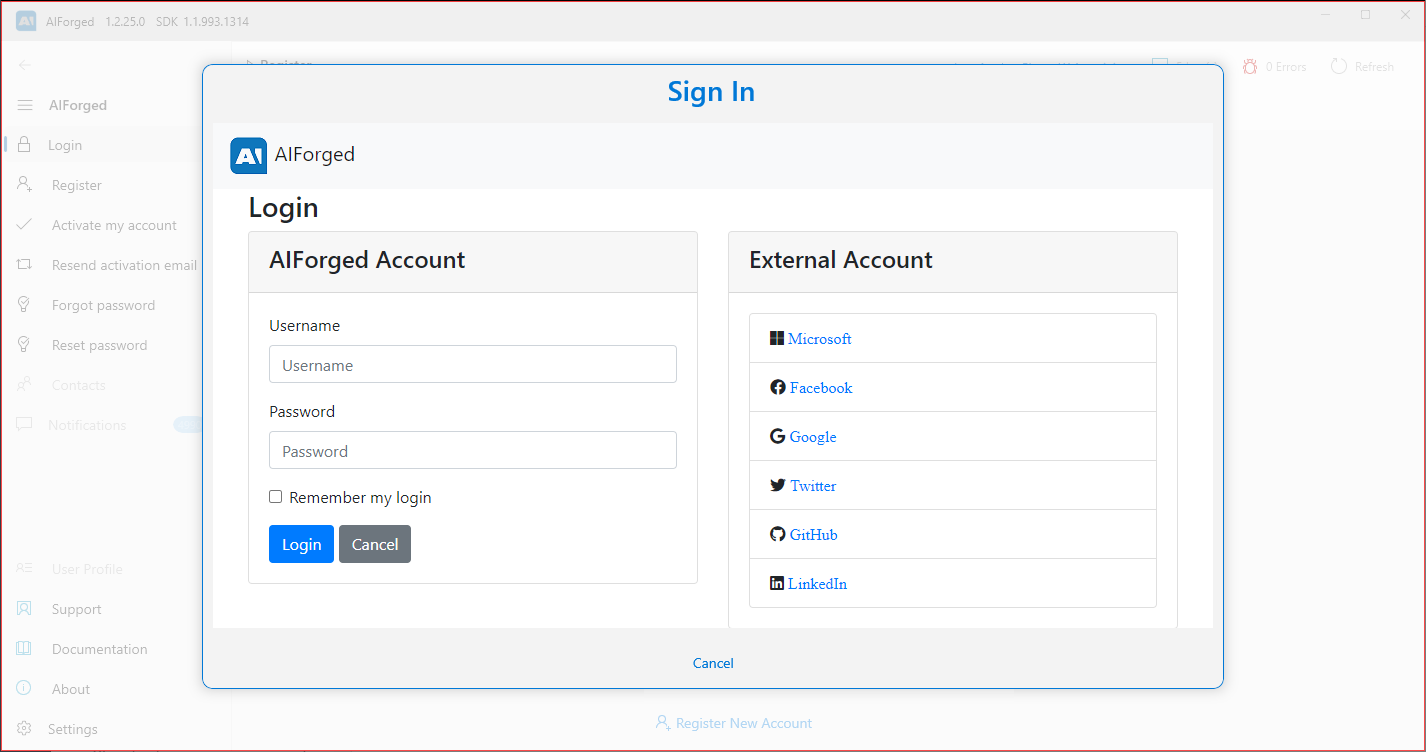 AIForged 1.2.25.0 SDK 1.1.993.1314
Register
0 Errors
Refresh
AIForged
Login
Register
Activate my account
Resend activation email
Forgot password
Reset password
Contacts
Notifications
User Profile
Support
Documentation
About
Settings
Sign In
AI AIForged
Login
AIForged Account
Username
Username
Password
Password
Remember my login
Login Cancel
External Account
Microsoft
Facebook
Google
Twitter
GitHub
LinkedIn
Cancel
Register New Account